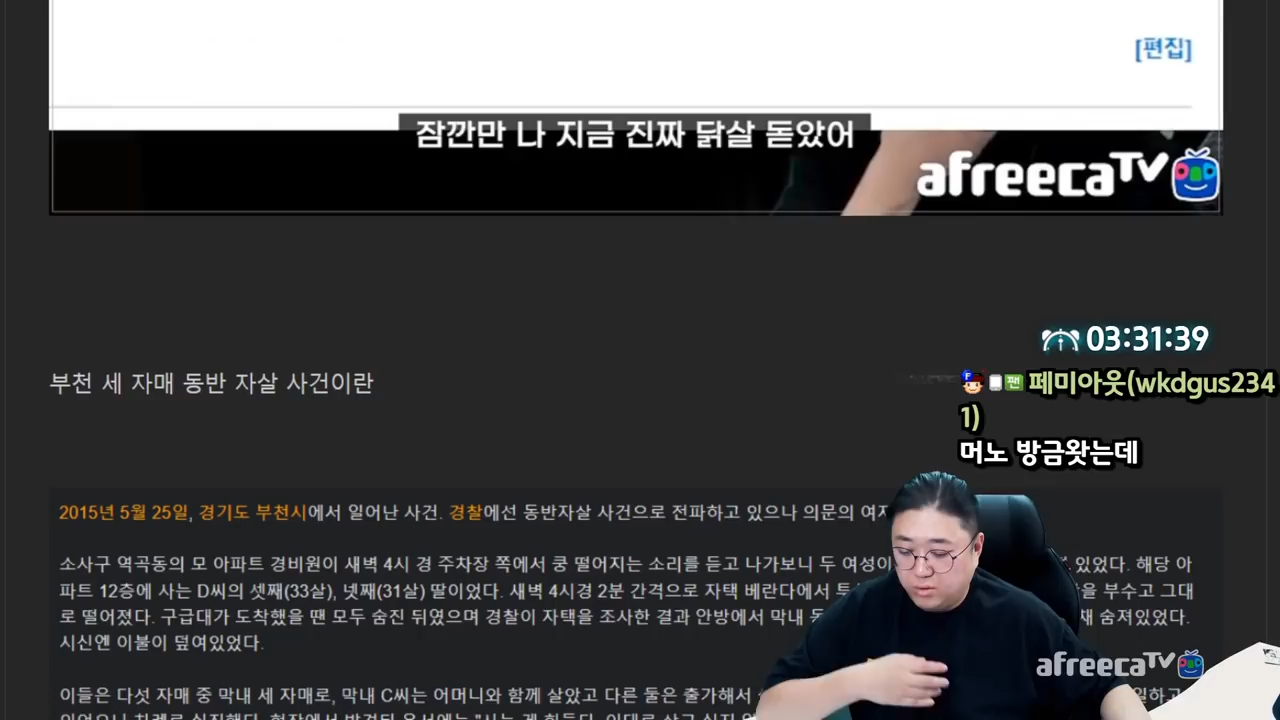 [편집]
잠깐만 나 지금 진짜 닭살 돋았어
afreecaTV
부천 세 자매 동반 자살 사건이란
03:31:39
페미아웃(wkdgus234
1)
머노 방금왓는데
2015년 5월 25일, 경기도 부천시에서 일어난 사건. 경찰에선 동반자살 사건으로 전파하고 있으나 의문의
소사구 역곡동의 모 아파트 경비원이 새벽 4시 경 주차장 쪽에서 쿵 떨어지는 소리를 듣고 나가보니 두 여성이 있었다. 해당 아
파트 12층에 사는 D씨의 셋째(33살), 넷째(31살) 딸이었다. 새벽 4시경 2분 간격으로 자택 베란다에서 부수고 그대
로 떨어졌다. 구급대가 도착했을 땐 모두 숨진 뒤였으며 경찰이 자택을 조사한 결과 안방에서 막내 숨져있었다.
시신엔 이불이 덮여있었다.
afreecaTV
이들은 다섯 자매 중 막내 세 자매로, 막내 C씨는 어머니와 함께 살았고 다른 둘은 출가해서